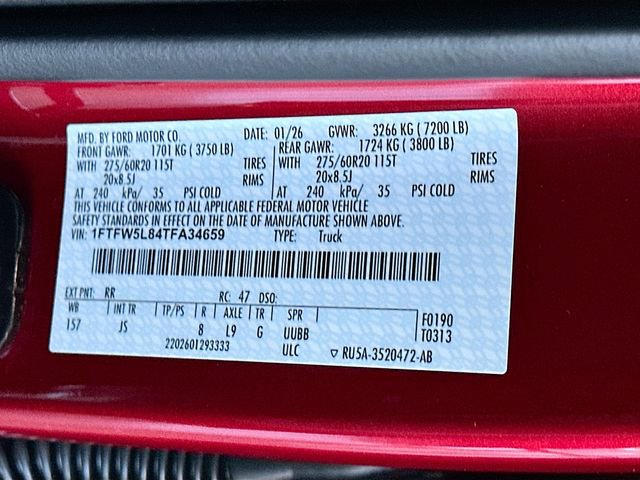 MFD. BY FORD MOTOR CO. DATE: 01/26 GVWR: 3266 KG ( 7200 LB)
FRONT GAWR: 1701 KG ( 3750 LB) REAR GAWR: 1724 KG ( 3800 LB)
WITH 275/60R20 115T TIRES WITH 275/60R20 115T TIRES
20x8.5J RIMS 20x8.5J RIMS
AT 240 kPa/ 35 PSI COLD AT 240 kPa/ 35 PSI COLD
THIS VEHICLE CONFORMS TO ALL APPLICABLE FEDERAL MOTOR VEHICLE
SAFETY STANDARDS IN EFFECT ON THE DATE OF MANUFACTURE SHOWN ABOVE.
VIN: 1FTFW5L84TFA34659 TYPE: Truck
EXT PNT: RR RC: 47 DSO:
WB INT TR TP/PS R AXLE TR SPR F0190
157 JS 8 L9 G UUBB T0313
2202601293333 ULC ▽ RU5A-3520472-AB